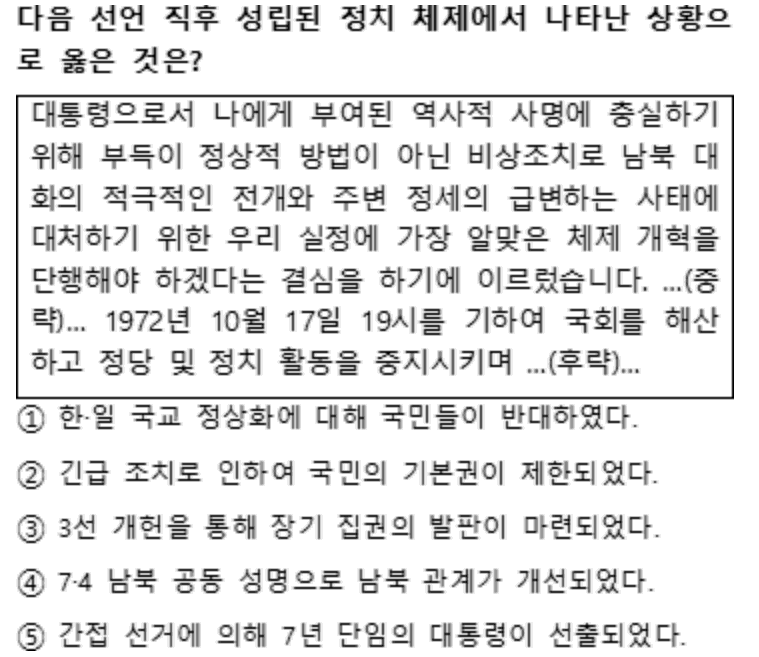 다음 선언 직후 성립된 정치 체제에서 나타난 상황으
로 옳은 것은?
대통령으로서 나에게 부여된 역사적 사명에 충실하기
위해 부득이 정상적 방법이 아닌 비상조치로 남북 대
화의 적극적인 전개와 주변 정세의 급변하는 사태에
대처하기 위한 우리 실정에 가장 알맞은 체제 개혁을
단행해야 하겠다는 결심을 하기에 이르렀습니다. ...(중
략)... 1972년 10월 17일 19시를 기하여 국회를 해산
하고 정당 및 정치 활동을 중지시키며 ...(후략)...
① 한·일 국교 정상화에 대해 국민들이 반대하였다.
② 긴급 조치로 인하여 국민의 기본권이 제한되었다.
③ 3선 개헌을 통해 장기 집권의 발판이 마련되었다.
④ 7·4 남북 공동 성명으로 남북 관계가 개선되었다.
⑤ 간접 선거에 의해 7년 단임의 대통령이 선출되었다.